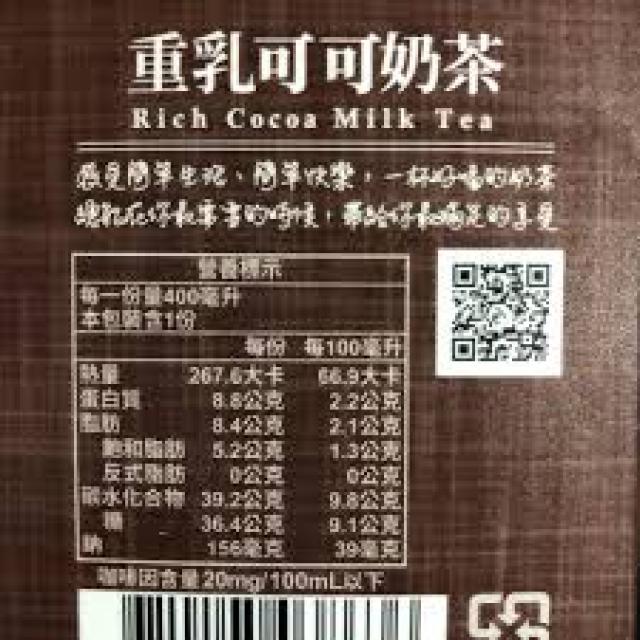 重乳可可奶茶
Rich Cocoa Milk Tea
營養標示
每一份量400毫升
本包裝含1份
每份 每100毫升
熱量 267.6大卡 66.9大卡
蛋白質 8.8公克 2.2公克
脂肪 8.4公克 2.1公克
飽和脂肪 5.2公克 1.3公克
反式脂肪 0公克 0公克
碳水化合物 39.2公克 9.8公克
糖 36.4公克 9.1公克
鈉 156毫克 39毫克
咖啡因含量20mg/100mL以下